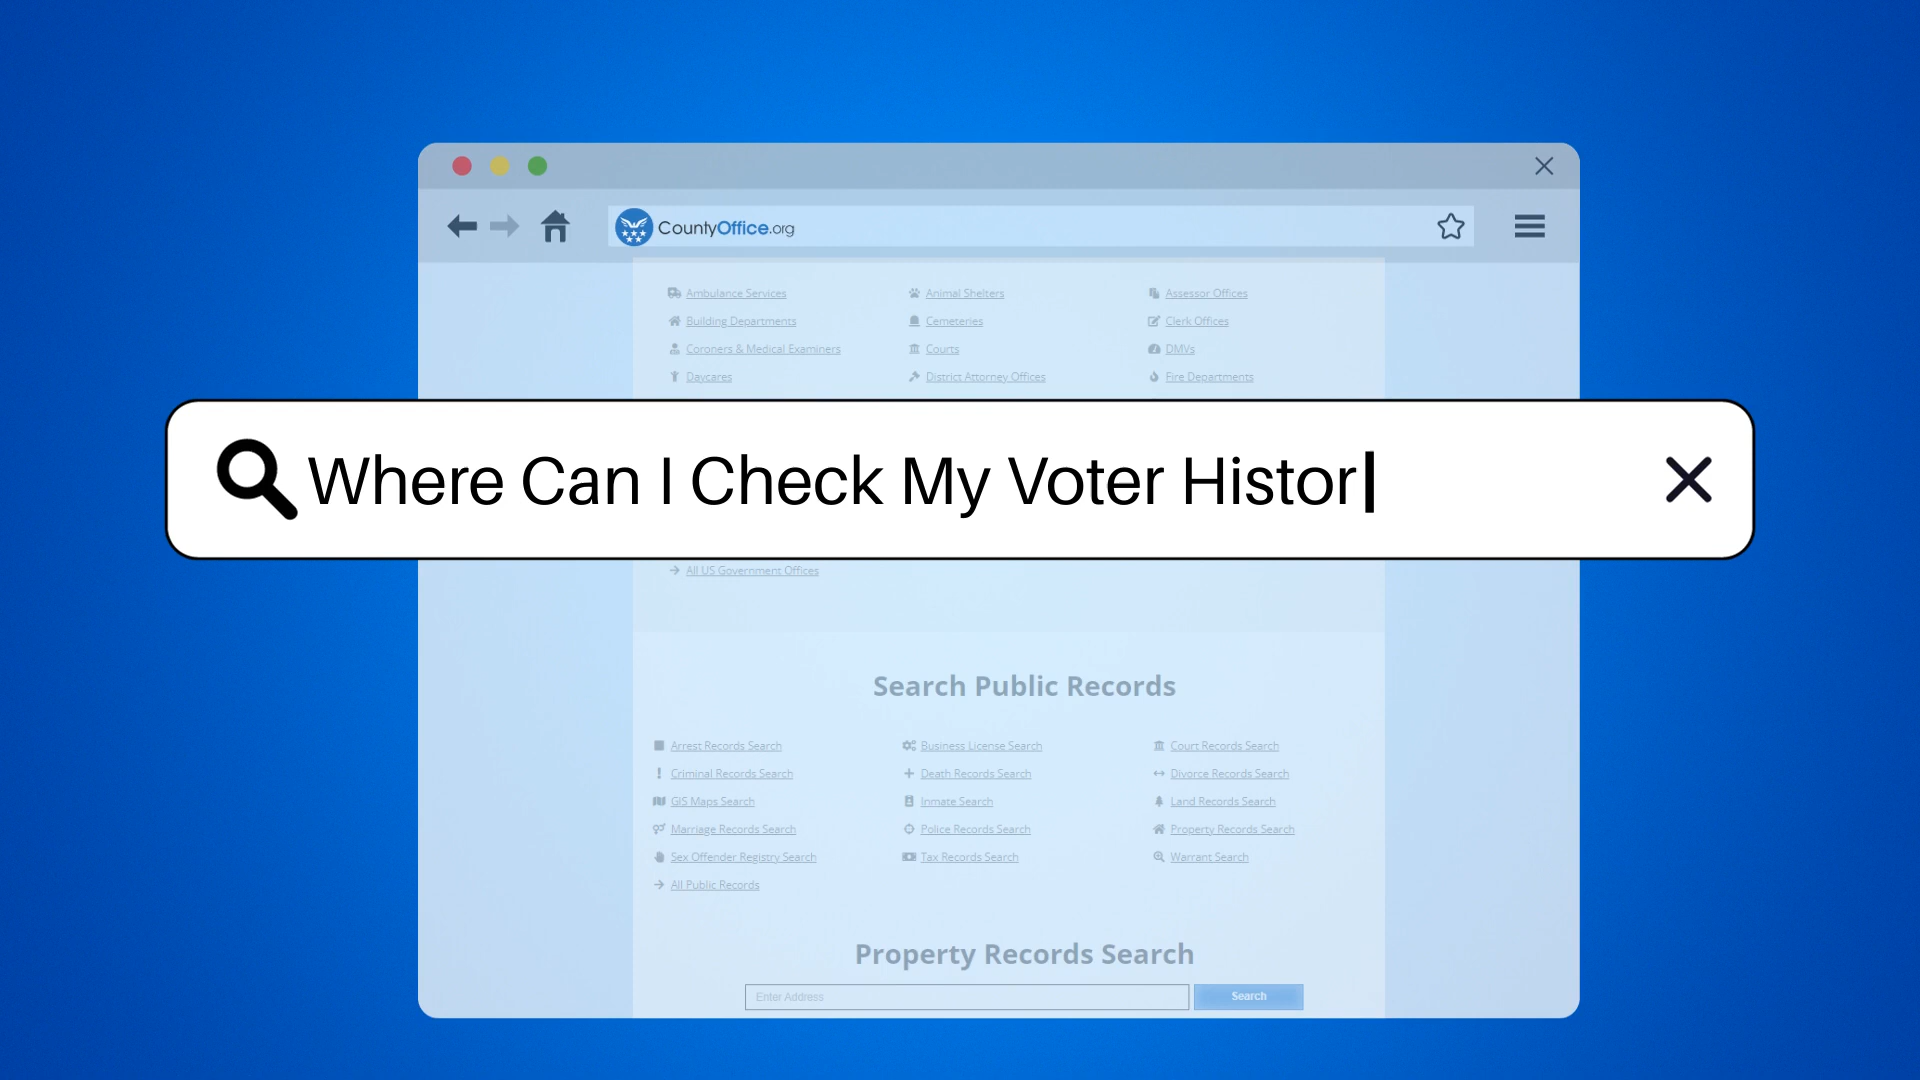 CountyOffice.org
Ambulance Services Animal Shelters Assessor Offices
Building Departments Cemeteries Clerk Offices
Coroners & Medical Examiners Courts DMVs
Daycares District Attorney Offices Fire Departments
Where Can I Check My Voter Histor
All US Government Offices
Search Public Records
Arrest Records Search Business License Search Court Records Search
Criminal Records Search Death Records Search Divorce Records Search
GIS Maps Search Inmate Search Land Records Search
Marriage Records Search Police Records Search Property Records Search
Sex Offender Registry Search Tax Records Search Warrant Search
All Public Records
Property Records Search
Enter Address Search